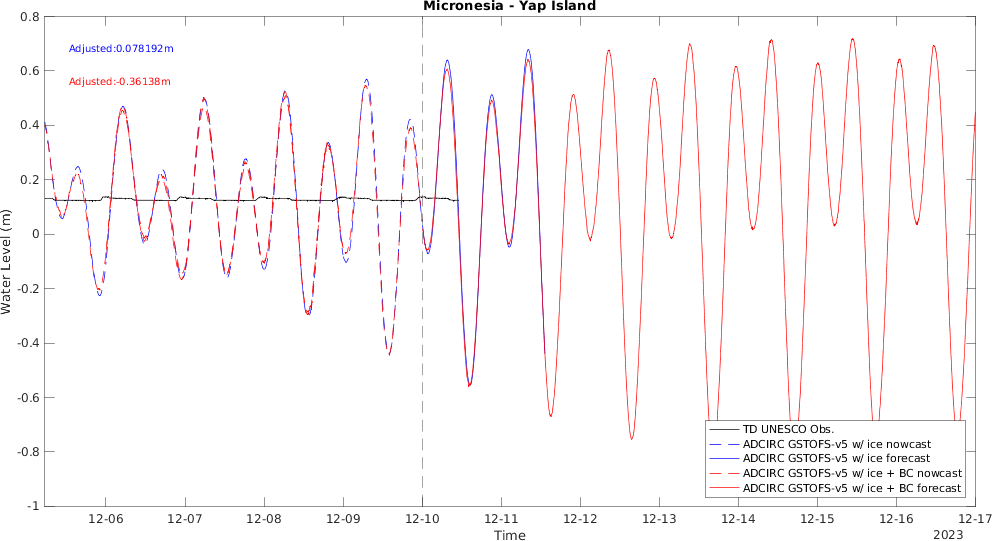 Micronesia - Yap Island
Adjusted:0.078192m
Adjusted:-0.36138m
Water Level (m)
0.8
0.6
0.4
0.2
0
-0.2
-0.4
-0.6
-0.8
-1
TD UNESCO Obs.
ADCIRC GSTOFS-v5 w/ ice nowcast
ADCIRC GSTOFS-v5 w/ ice forecast
ADCIRC GSTOFS-v5 w/ ice + BC nowcast
ADCIRC GSTOFS-v5 w/ ice + BC forecast
12-06 12-07 12-08 12-09 12-10 12-11 12-12 12-13 12-14 12-15 12-16 12-17
Time
2023